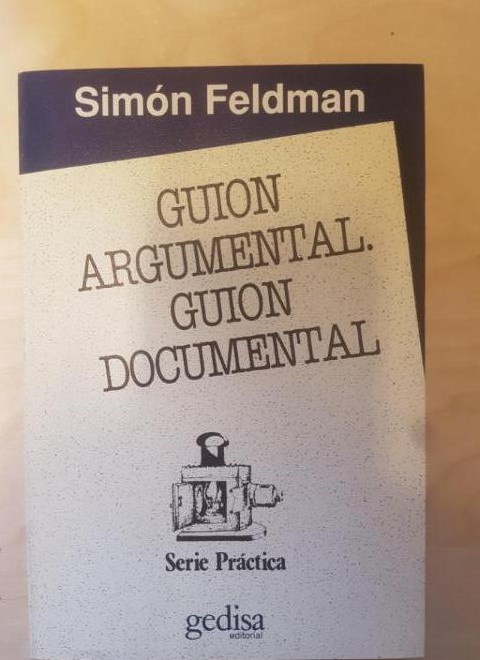 Simón Feldman
GUION
ARGUMENTAL.
GUION
DOCUMENTAL
Serie Práctica
gedisa
editorial